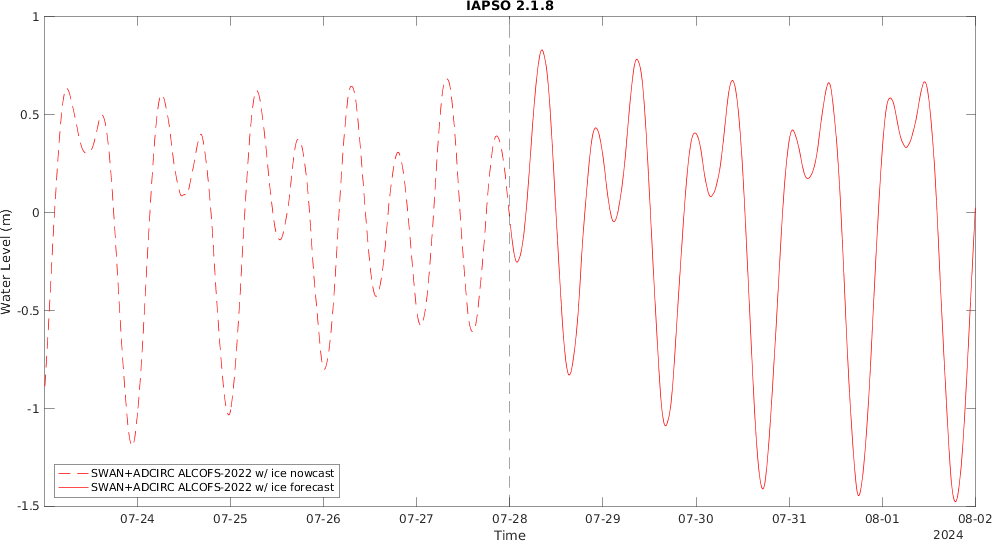 IAPSO 2.1.8
Water Level (m)
1
0.5
0
-0.5
-1
-1.5
SWAN+ADCIRC ALCOFS-2022 w/ ice nowcast
SWAN+ADCIRC ALCOFS-2022 w/ ice forecast
07-24 07-25 07-26 07-27 07-28 07-29 07-30 07-31 08-01 08-02
Time
2024